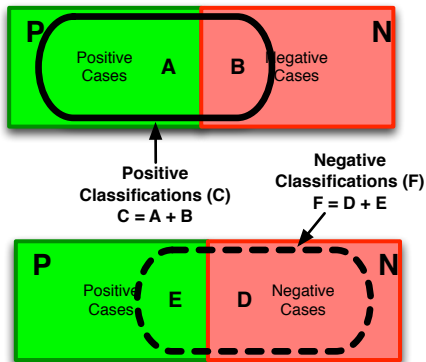 P
N
Positive
Cases
A
B
Negative
Cases
Positive
Classifications (C)
C = A + B
Negative
Classifications (F)
F = D + E
P
N
Positive
Cases
E
D
Negative
Cases